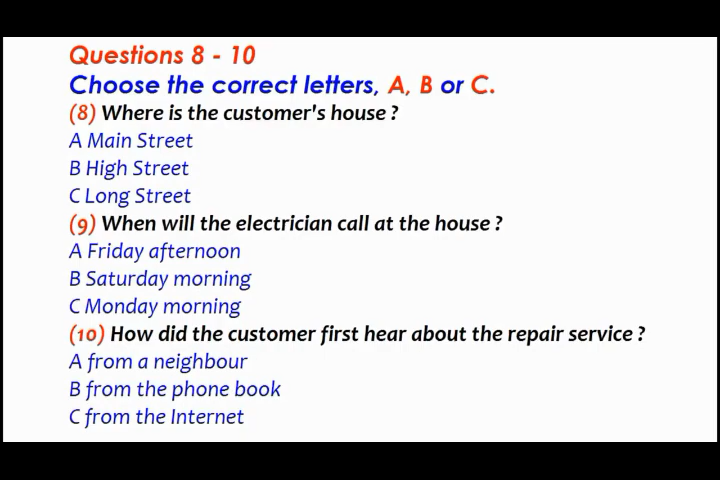 Questions 8 - 10
Choose the correct letters, A, B or C.
(8) Where is the customer's house ?
A Main Street
B High Street
C Long Street
(9) When will the electrician call at the house ?
A Friday afternoon
B Saturday morning
C Monday morning
(10) How did the customer first hear about the repair service ?
A from a neighbour
B from the phone book
C from the Internet